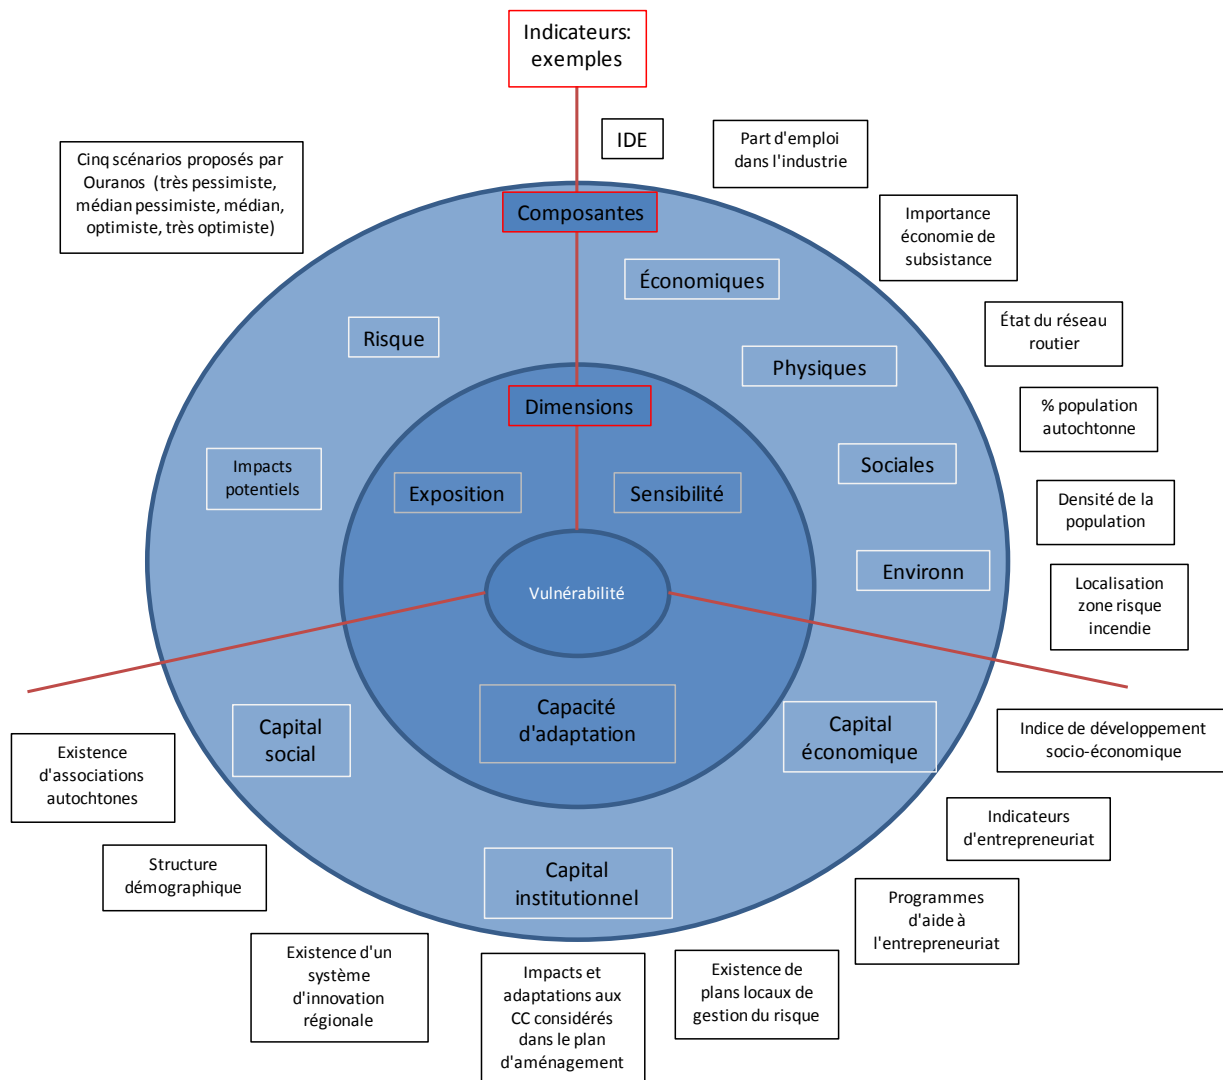 Indicateurs:
exemples
IDE
Part d'emploi
dans l'industrie
Cinq scénarios proposés par
Ouranos (très pessimiste,
médian pessimiste, médian,
optimiste, très optimiste)
Composantes
Importance
économie de
subsistance
Économiques
Risque
État du réseau
routier
Physiques
Dimensions
% population
autochtonne
Impacts
potentiels
Sociales
Exposition
Sensibilité
Densité de la
population
Environn
Vulnérabilité
Localisation
zone risque
incendie
Capital
social
Capacité
d'adaptation
Capital
économique
Indice de développement
socio-économique
Existence
d'associations
autochtones
Indicateurs
d'entrepreuriat
Structure
démographique
Capital
institutionnel
Programmes
d'aide à
l'entrepreuriat
Existence d'un
système
d'innovation
régionale
Impacts et
adaptations aux
CC considérés
dans le plan
d'aménagement
Existence de
plans locaux de
gestion du risque